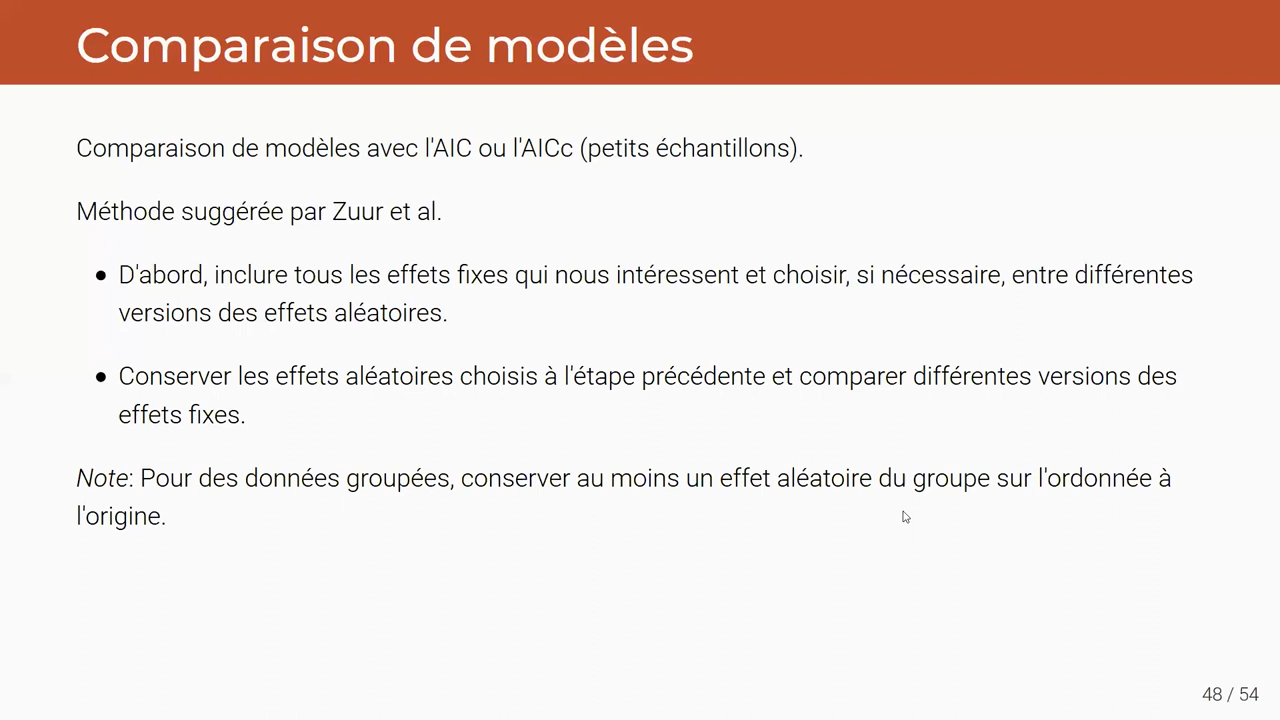 Comparaison de modèles
Comparaison de modèles avec l'AIC ou l'AICc (petits échantillons).
Méthode suggérée par Zuur et al.
● D'abord, inclure tous les effets fixes qui nous intéressent et choisir, si nécessaire, entre différentes
versions des effets aléatoires.
● Conserver les effets aléatoires choisis à l'étape précédente et comparer différentes versions des
effets fixes.
Note: Pour des données groupées, conserver au moins un effet aléatoire du groupe sur l'ordonnée à
l'origine.
48 / 54